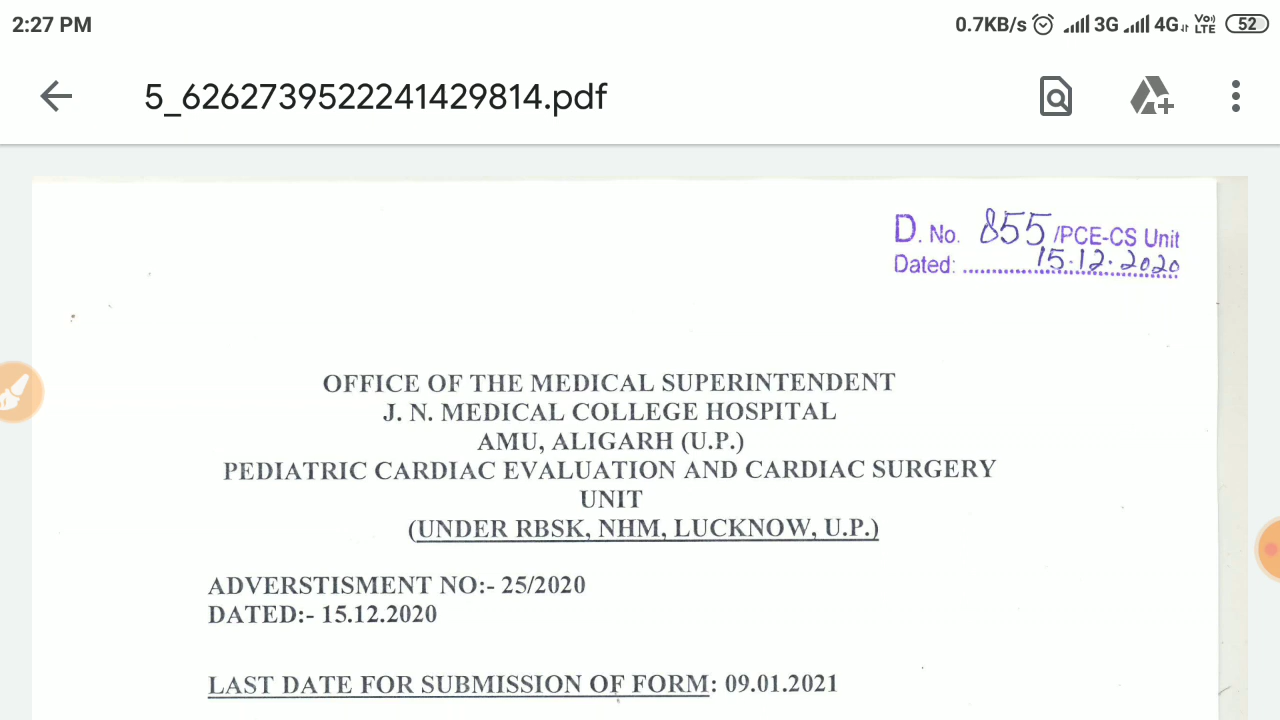 2:27 PM 0.7KB/s 3G 4G Vo) LTE 52
5_6262739522241429814.pdf
D. No. 855 /PCE-CS Unit
Dated: 15.12.2020
OFFICE OF THE MEDICAL SUPERINTENDENT
J. N. MEDICAL COLLEGE HOSPITAL
AMU, ALIGARH (U.P.)
PEDIATRIC CARDIAC EVALUATION AND CARDIAC SURGERY
UNIT
(UNDER RBSK, NHM, LUCKNOW, U.P.)
ADVERSTISMENT NO:- 25/2020
DATED:- 15.12.2020
LAST DATE FOR SUBMISSION OF FORM: 09.01.2021